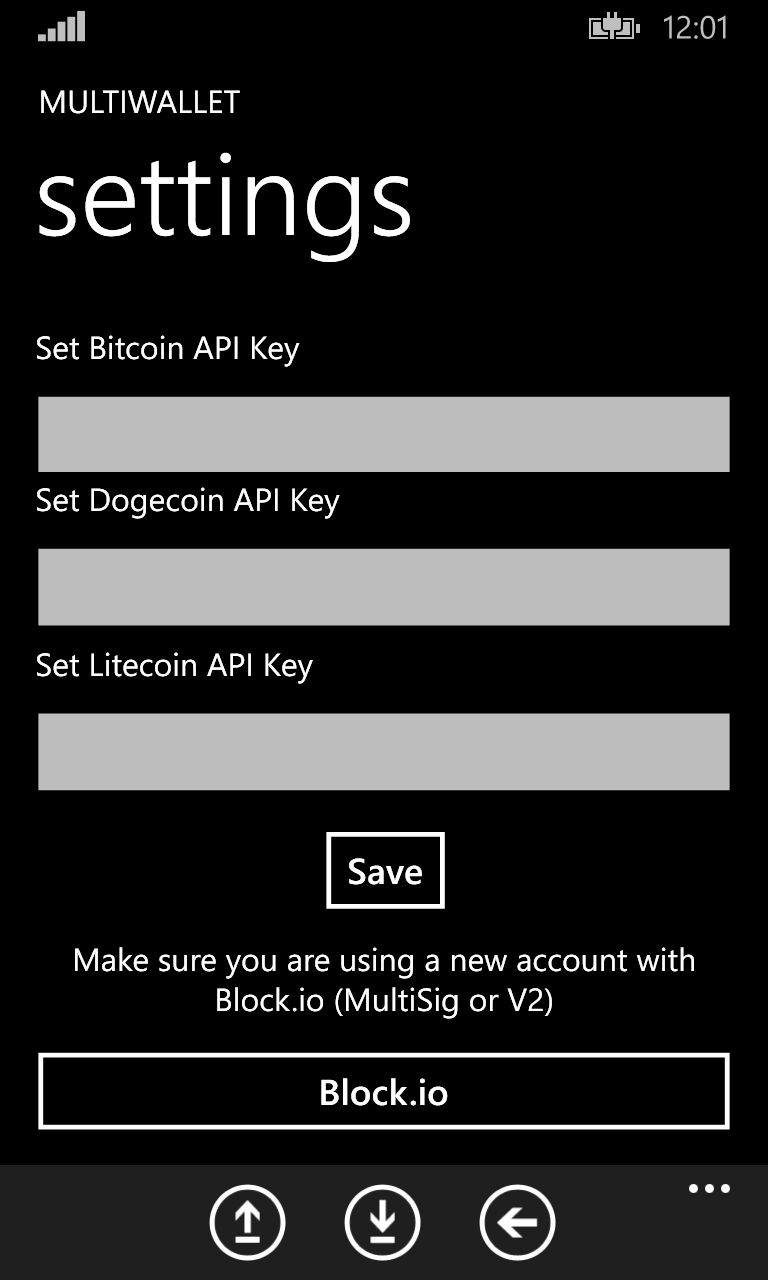 12:01
MULTIWALLET
settings
Set Bitcoin API Key
Set Dogecoin API Key
Set Litecoin API Key
Save
Make sure you are using a new account with
Block.io (MultiSig or V2)
Block.io